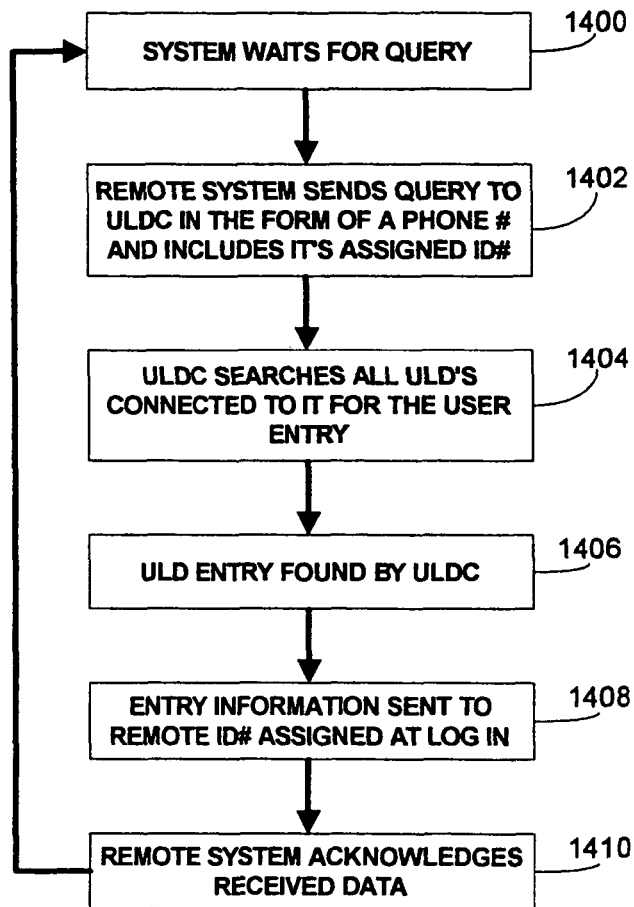 SYSTEM WAITS FOR QUERY
1400
REMOTE SYSTEM SENDS QUERY TO
ULDC IN THE FORM OF A PHONE #
AND INCLUDES IT'S ASSIGNED ID#
1402
ULDC SEARCHES ALL ULD'S
CONNECTED TO IT FOR THE USER
ENTRY
1404
ULD ENTRY FOUND BY ULDC
1406
ENTRY INFORMATION SENT TO
REMOTE ID# ASSIGNED AT LOG IN
1408
REMOTE SYSTEM ACKNOWLEDGES
RECEIVED DATA
1410